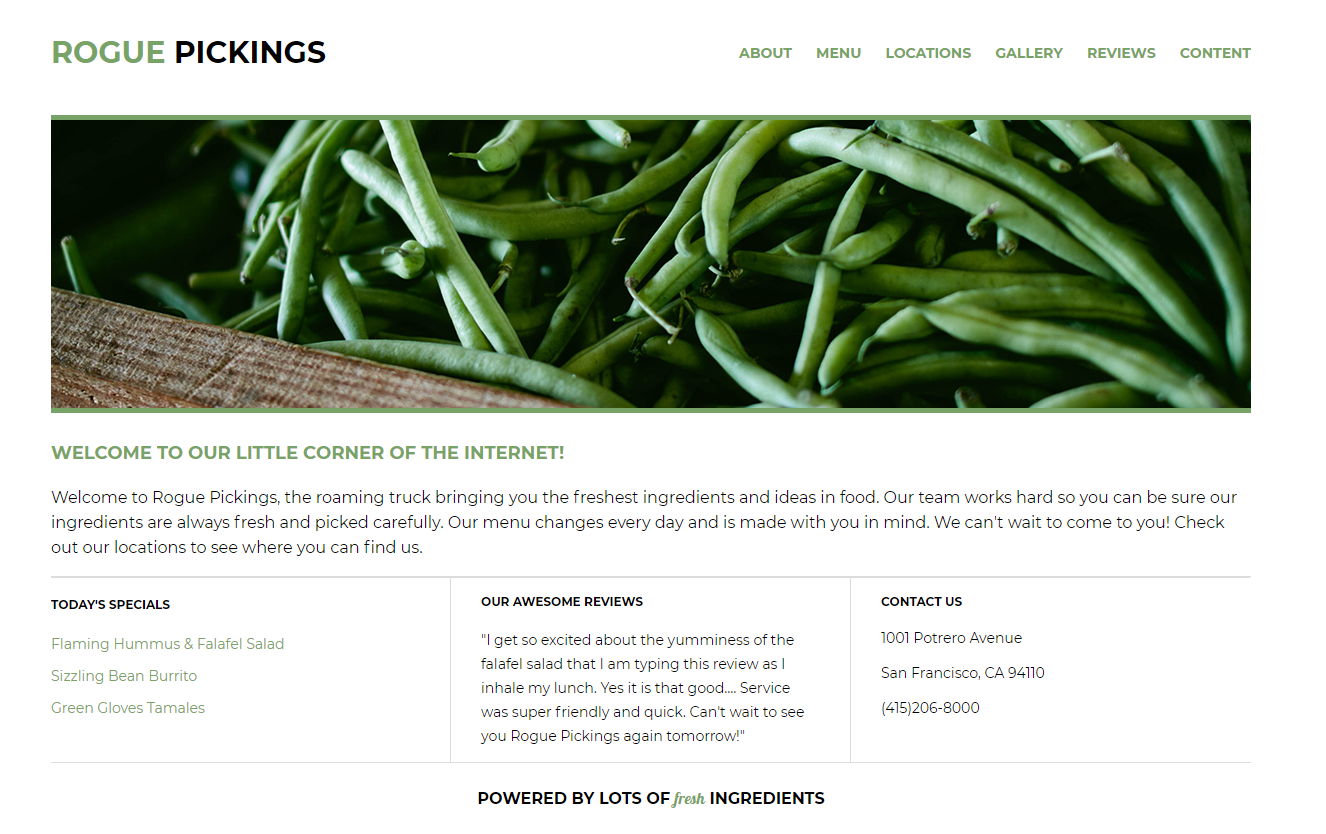 ROGUE PICKINGS
ABOUT MENU LOCATIONS GALLERY REVIEWS CONTENT
WELCOME TO OUR LITTLE CORNER OF THE INTERNET!
Welcome to Rogue Pickings, the roaming truck bringing you the freshest ingredients and ideas in food. Our team works hard so you can be sure our
ingredients are always fresh and picked carefully. Our menu changes every day and is made with you in mind. We can't wait to come to you! Check
out our locations to see where you can find us.
TODAY'S SPECIALS
Flaming Hummus & Falafel Salad
Sizzling Bean Burrito
Green Gloves Tamales
OUR AWESOME REVIEWS
"I get so excited about the yumminess of the
falafel salad that I am typing this review as I
inhale my lunch. Yes it is that good.... Service
was super friendly and quick. Can't wait to see
you Rogue Pickings again tomorrow!"
CONTACT US
1001 Potrero Avenue
San Francisco, CA 94110
(415)206-8000
POWERED BY LOTS OF fresh INGREDIENTS